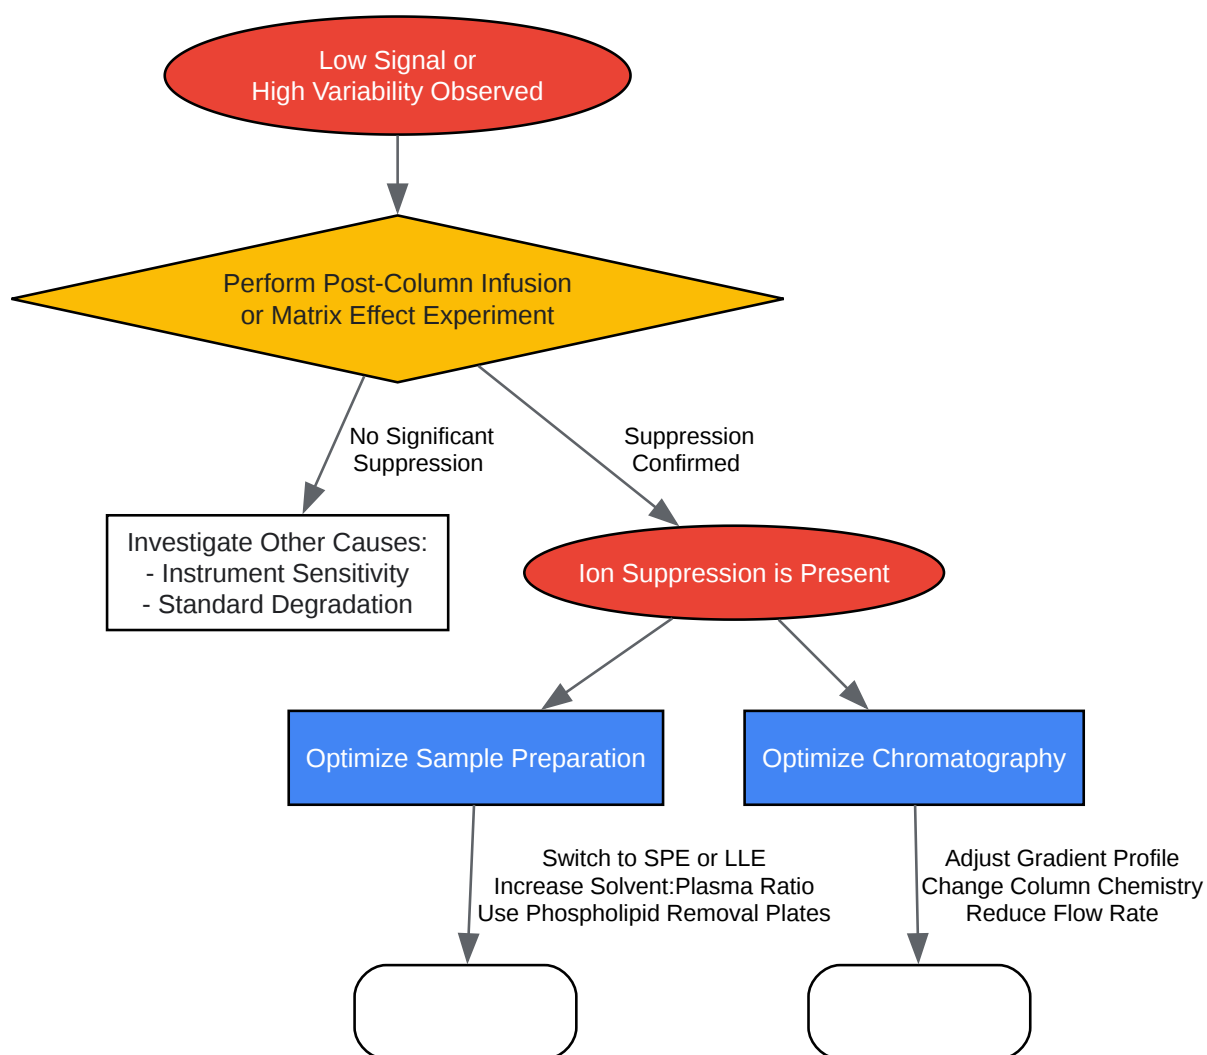 Low Signal or
High Variability Observed
Perform Post-Column Infusion
or Matrix Effect Experiment
No Significant
Suppression
Suppression
Confirmed
Investigate Other Causes:
- Instrument Sensitivity
- Standard Degradation
Ion Suppression is Present
Optimize Sample Preparation
Optimize Chromatography
Switch to SPE or LLE
Increase Solvent:Plasma Ratio
Use Phospholipid Removal Plates
Adjust Gradient Profile
Change Column Chemistry
Reduce Flow Rate